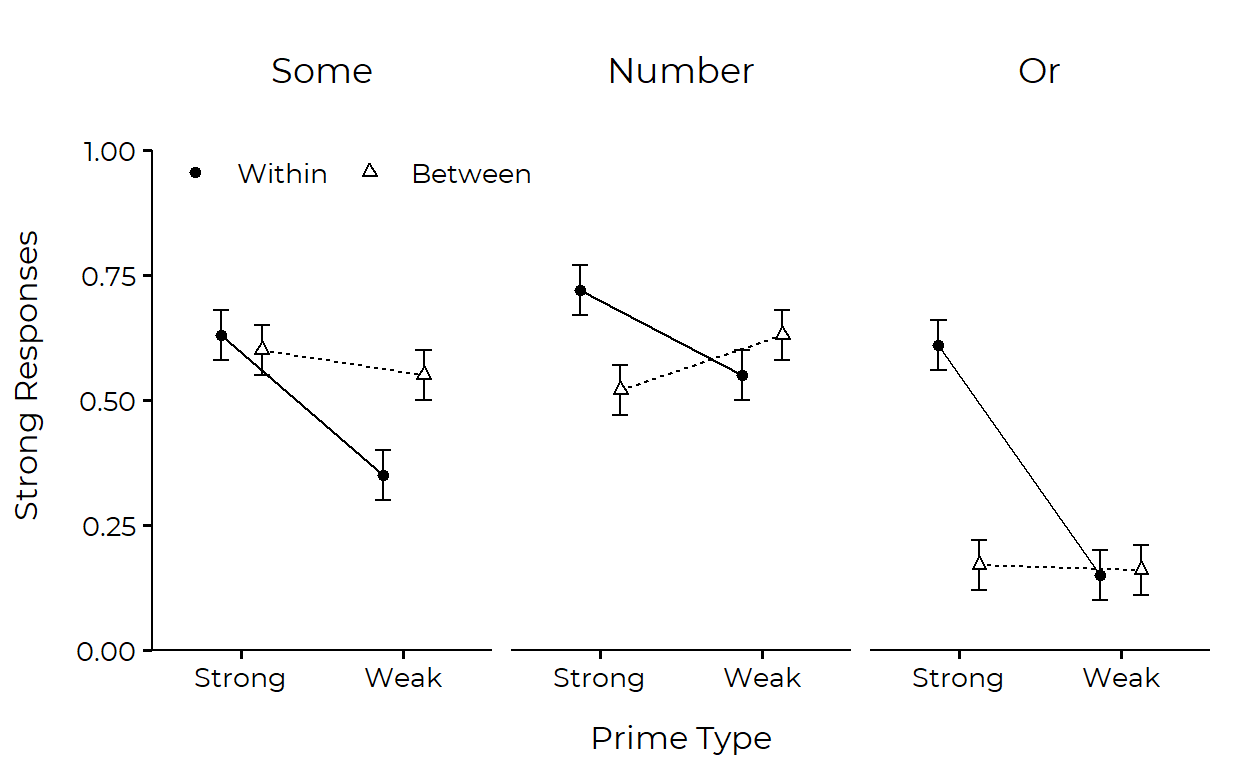 Some Number Or
1.00
Within Between
0.75
0.50
0.25
0.00
Strong Responses
Strong Weak Strong Weak Strong Weak
Prime Type